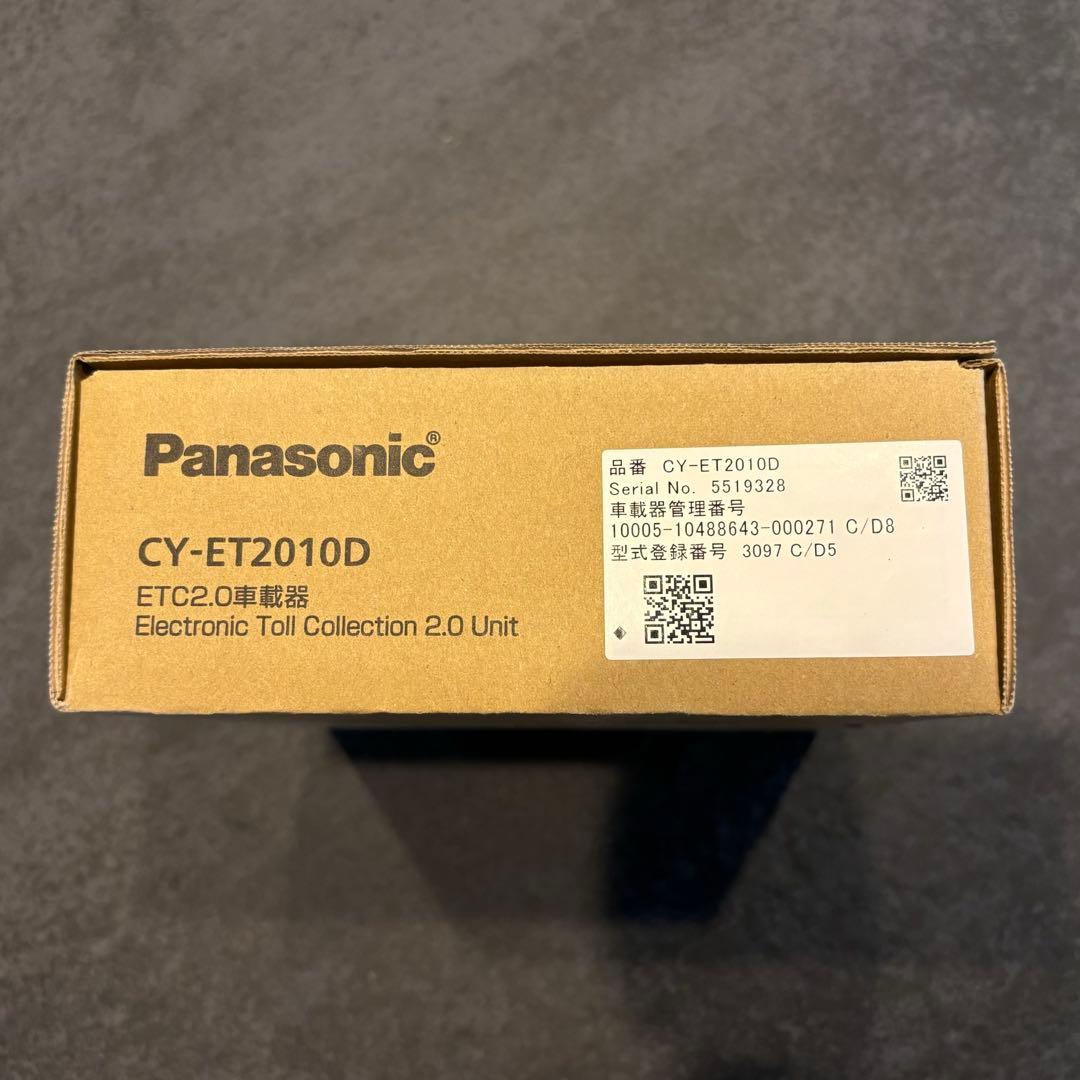 Panasonic®
CY-ET2010D
ETC2.0車載器
Electronic Toll Collection 2.0 Unit
品番 CY-ET2010D
Serial No. 5519328
車載器管理番号
10005-10488643-000271 C/D8
型式登録番号 3097 C/D5